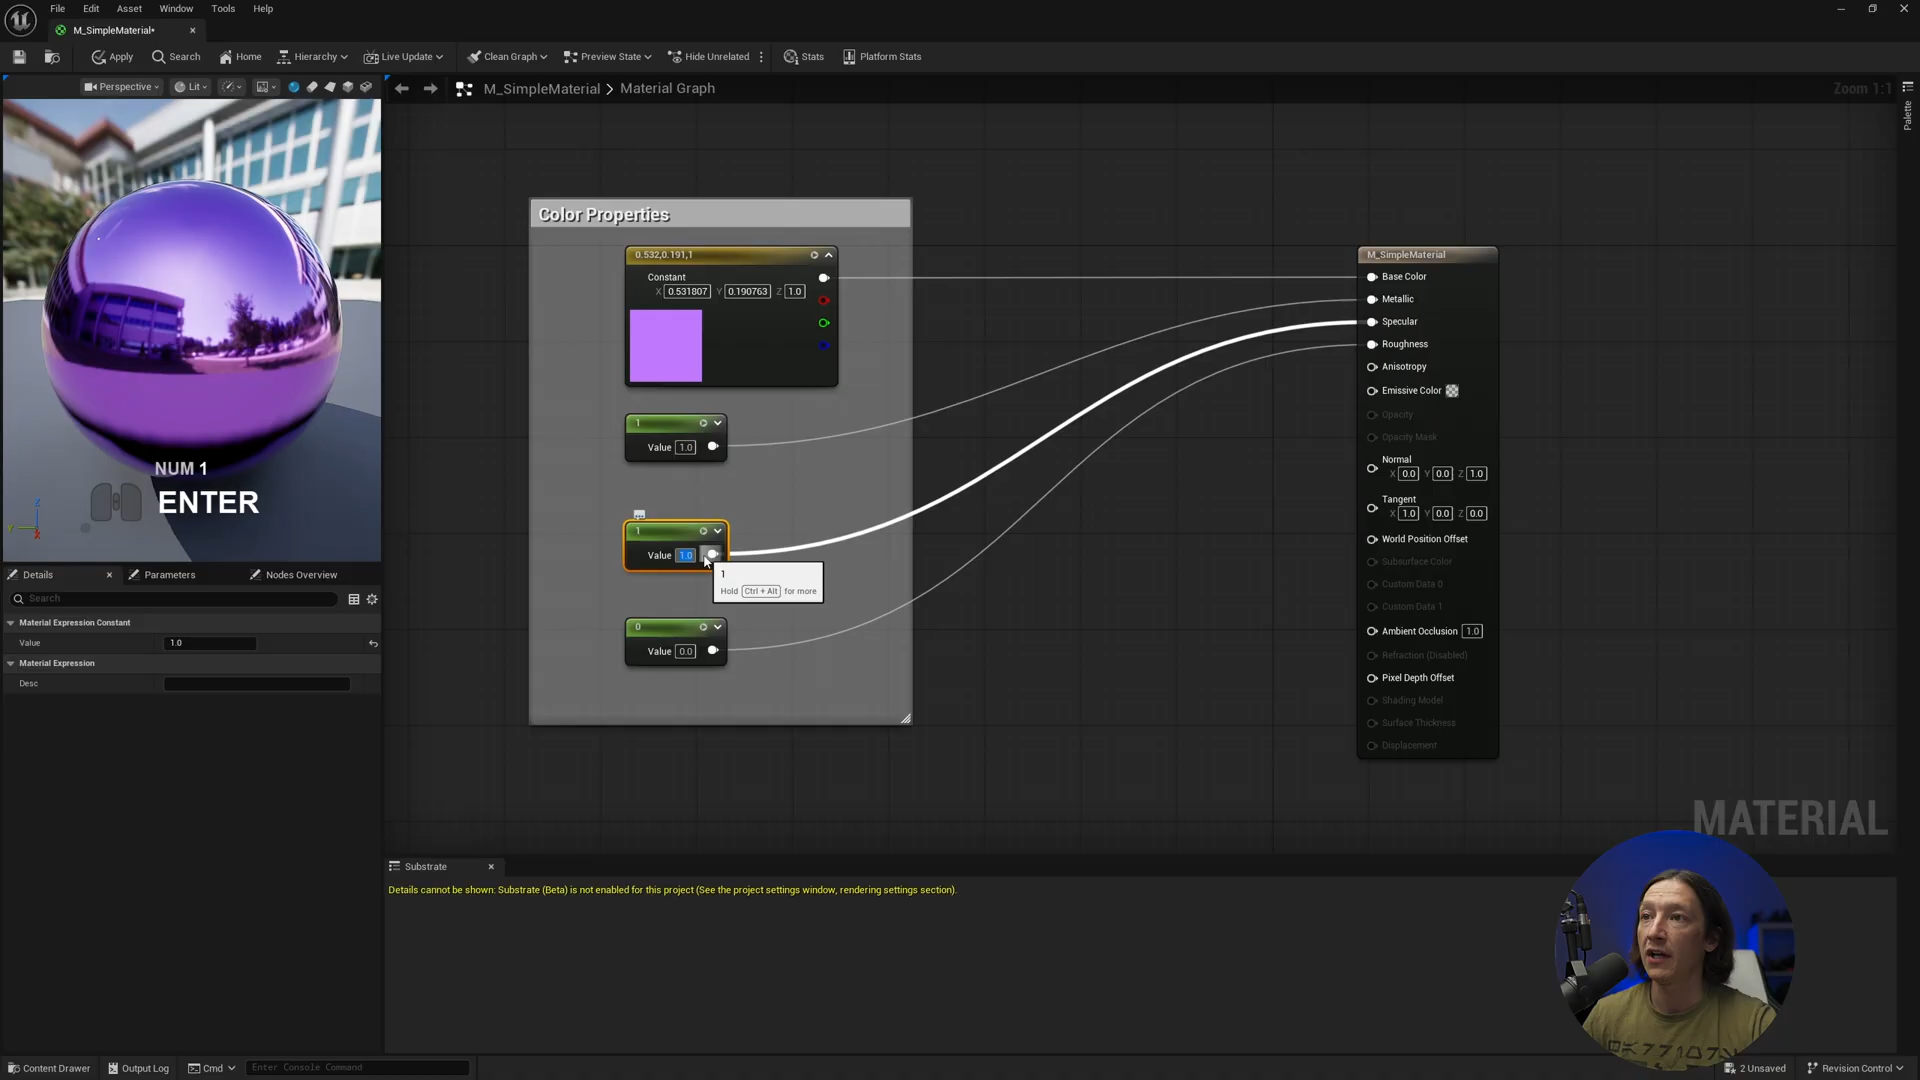 File Edit Asset Window Tools Help
M_SimpleMaterial*
Apply Search Home Hierarchy Live Update Clean Graph Preview State Hide Unrelated Stats Platform Stats
Perspective Lit
M_SimpleMaterial > Material Graph
Zoom 1:1
Palette
Color Properties
0.532,0.191,1
Constant
X 0.531807 Y 0.190763 Z 1.0
1
Value 1.0
1
Value 1.0
1
Hold Ctrl + Alt for more
0
Value 0.0
M_SimpleMaterial
Base Color
Metallic
Specular
Roughness
Anisotropy
Emissive Color
Opacity
Opacity Mask
Normal
X 0.0 Y 0.0 Z 1.0
Tangent
X 1.0 Y 0.0 Z 0.0
World Position Offset
Subsurface Color
Custom Data 0
Custom Data 1
Ambient Occlusion 1.0
Refraction (Disabled)
Pixel Depth Offset
Shading Model
Surface Thickness
Displacement
MATERIAL
NUM 1
ENTER
Z
Y
X
Details Parameters Nodes Overview
Search
Material Expression Constant
Value 1.0
Material Expression
Desc
Substrate
Details cannot be shown: Substrate (Beta) is not enabled for this project (See the project settings window, rendering settings section).
Content Drawer Output Log Cmd Enter Console Command
2 Unsaved Revision Control